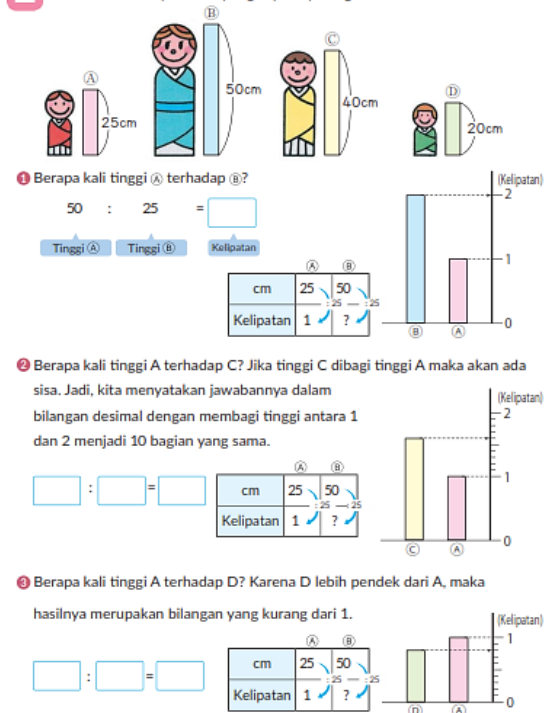 Ⓑ
Ⓒ
Ⓐ
Ⓓ
50cm
40cm
25cm
20cm
❶ Berapa kali tinggi Ⓐ terhadap Ⓑ?
50 : 25 =
Tinggi Ⓐ Tinggi Ⓑ Kelipatan
Ⓐ Ⓑ
cm 25 50
: 25 : 25
Kelipatan 1 ?
(Kelipatan)
2
1
0
Ⓑ Ⓐ
❷ Berapa kali tinggi A terhadap C? Jika tinggi C dibagi tinggi A maka akan ada
sisa. Jadi, kita menyatakan jawabannya dalam
bilangan desimal dengan membagi tinggi antara 1
dan 2 menjadi 10 bagian yang sama.
: =
Ⓐ Ⓑ
cm 25 50
: 25 : 25
Kelipatan 1 ?
(Kelipatan)
2
1
0
Ⓒ Ⓐ
❸ Berapa kali tinggi A terhadap D? Karena D lebih pendek dari A, maka
hasilnya merupakan bilangan yang kurang dari 1.
: =
Ⓐ Ⓑ
cm 25 50
: 25 : 25
Kelipatan 1 ?
(Kelipatan)
1
0
Ⓓ Ⓐ